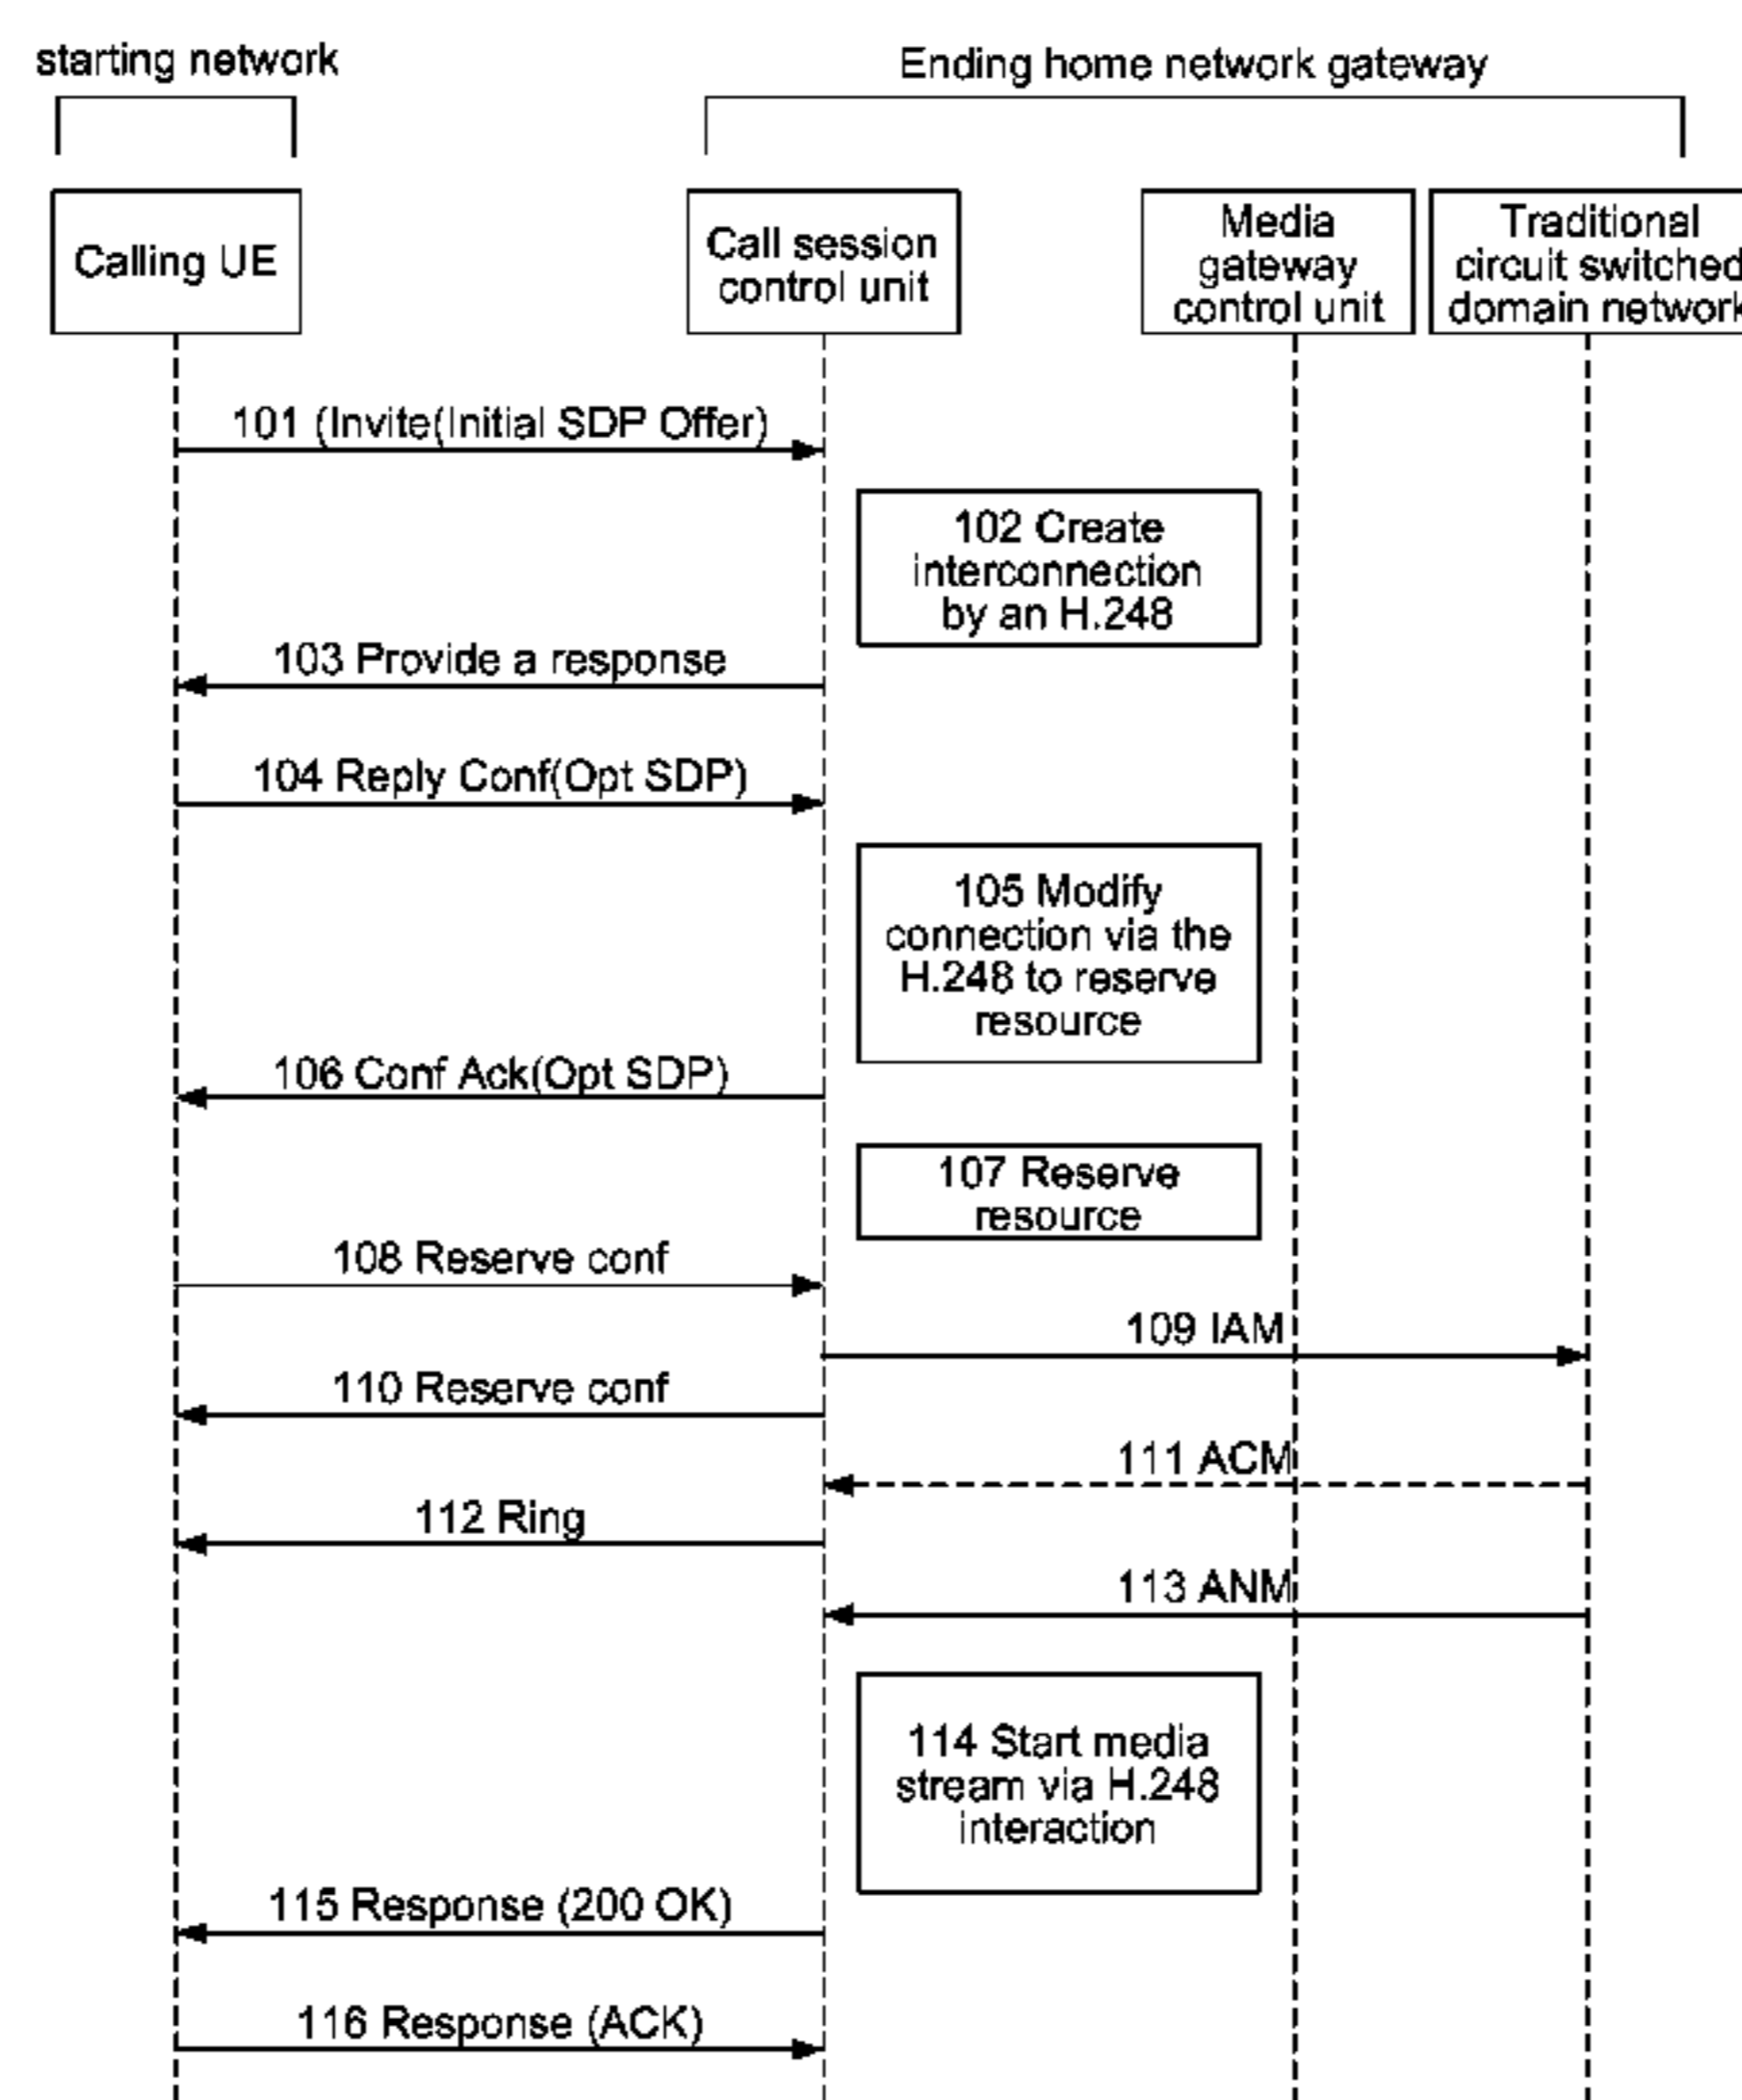 starting network
Ending home network gateway
Calling UE
Call session
control unit
Media
gateway
control unit
Traditional
circuit switched
domain network
101 (Invite(Initial SDP Offer)
102 Create
interconnection
by an H.248
103 Provide a response
104 Reply Conf(Opt SDP)
105 Modify
connection via the
H.248 to reserve
resource
106 Conf Ack(Opt SDP)
107 Reserve
resource
108 Reserve conf
109 IAM
110 Reserve conf
111 ACM
112 Ring
113 ANM
114 Start media
stream via H.248
interaction
115 Response (200 OK)
116 Response (ACK)